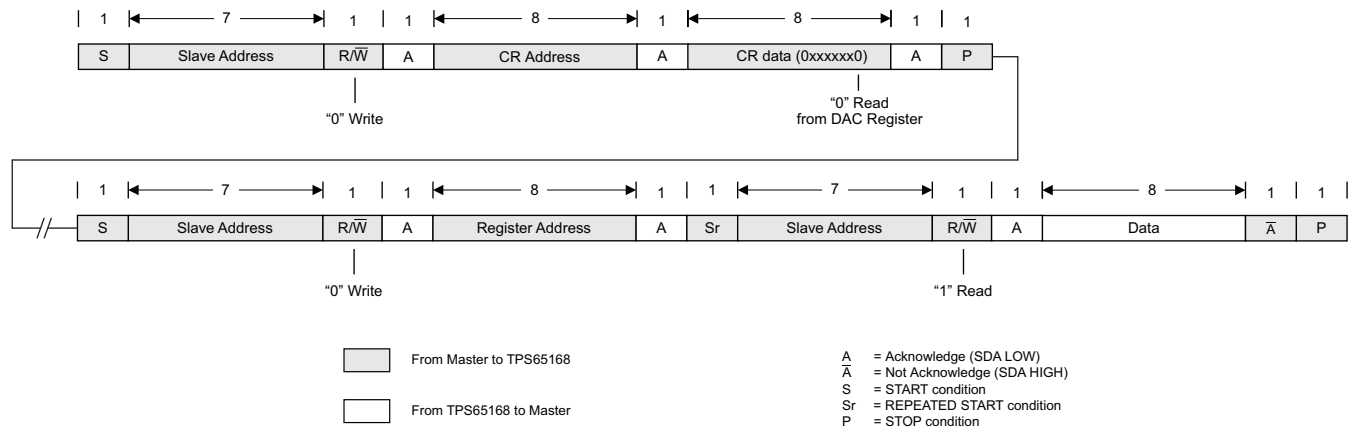 1 7 1 1 8 1 8 1 1
S Slave Address R/W̅ A CR Address A CR data (0xxxxxx0) A P
"0" Write
"0" Read
from DAC Register
1 7 1 1 8 1 1 7 1 1 8 1 1
S Slave Address R/W̅ A Register Address A Sr Slave Address R/W̅ A Data A̅ P
"0" Write "1" Read
From Master to TPS65168
From TPS65168 to Master
A = Acknowledge (SDA LOW)
A̅ = Not Acknowledge (SDA HIGH)
S = START condition
Sr = REPEATED START condition
P = STOP condition